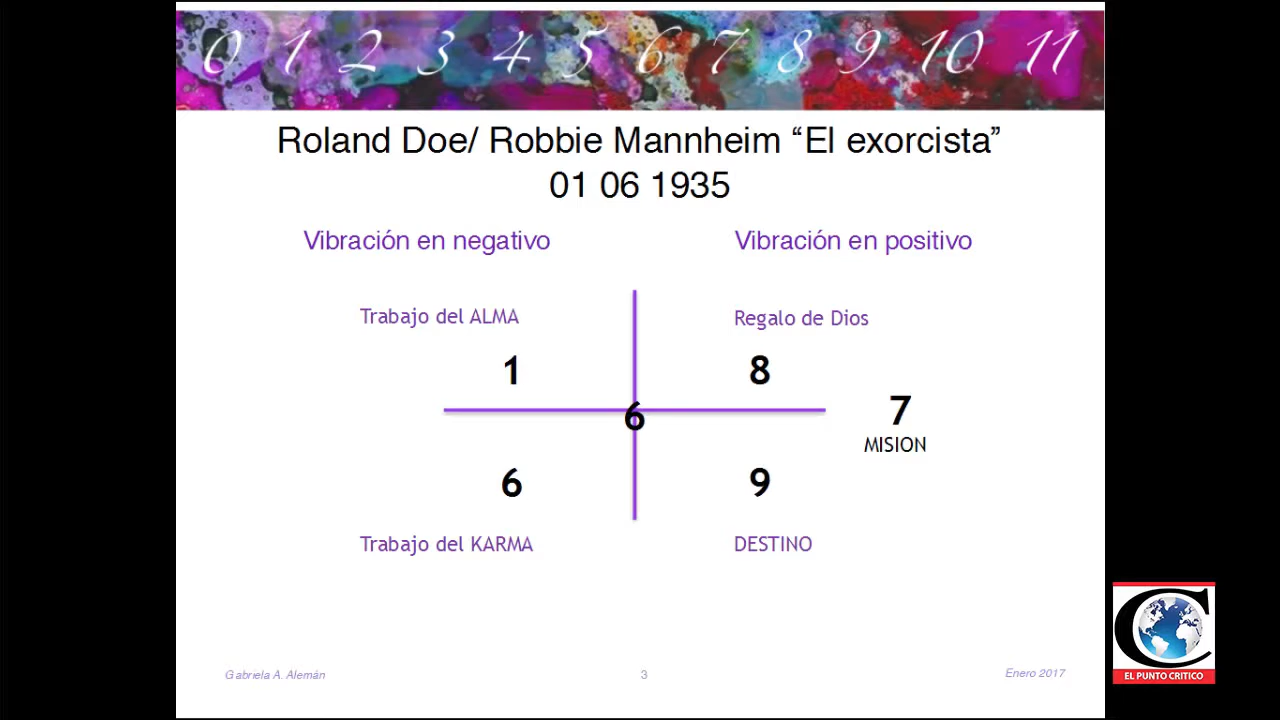 0 1 2 3 4 5 6 7 8 9 10 11
Roland Doe/ Robbie Mannheim “El exorcista”
01 06 1935
Vibración en negativo
Vibración en positivo
Trabajo del ALMA
Regalo de Dios
1
8
6
7
MISION
6
9
Trabajo del KARMA
DESTINO
Gabriela A. Alemán
3
Enero 2017
C
EL PUNTO CRITICO